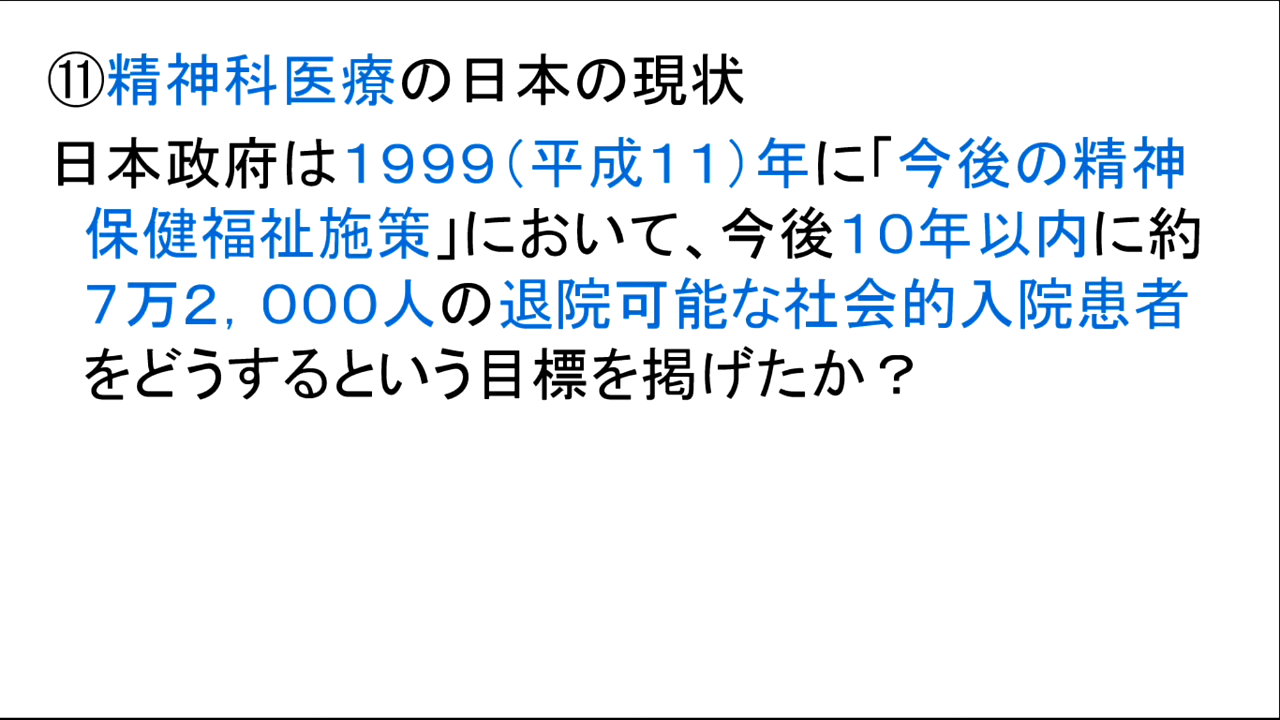 ⑪精神科医療の日本の現状
日本政府は1999(平成11)年に「今後の精神
保健福祉施策」において、今後10年以内に約
7万2,000人の退院可能な社会的入院患者
をどうするという目標を掲げたか？